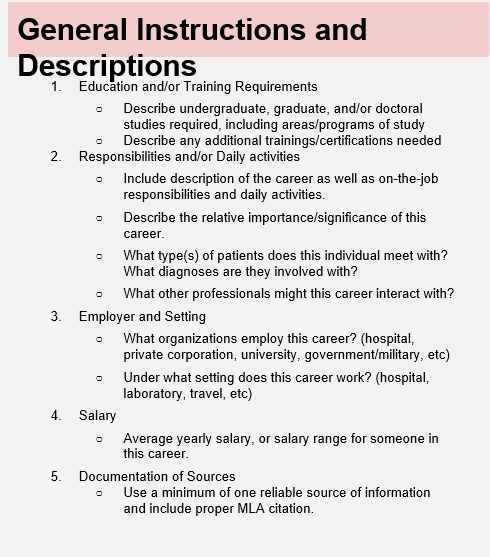 General Instructions and
Descriptions
1. Education and/or Training Requirements
○ Describe undergraduate, graduate, and/or doctoral
studies required, including areas/programs of study
○ Describe any additional trainings/certifications needed
2. Responsibilities and/or Daily activities
○ Include description of the career as well as on-the-job
responsibilities and daily activities.
○ Describe the relative importance/significance of this
career.
○ What type(s) of patients does this individual meet with?
What diagnoses are they involved with?
○ What other professionals might this career interact with?
3. Employer and Setting
○ What organizations employ this career? (hospital,
private corporation, university, government/military, etc)
○ Under what setting does this career work? (hospital,
laboratory, travel, etc)
4. Salary
○ Average yearly salary, or salary range for someone in
this career.
5. Documentation of Sources
○ Use a minimum of one reliable source of information
and include proper MLA citation.